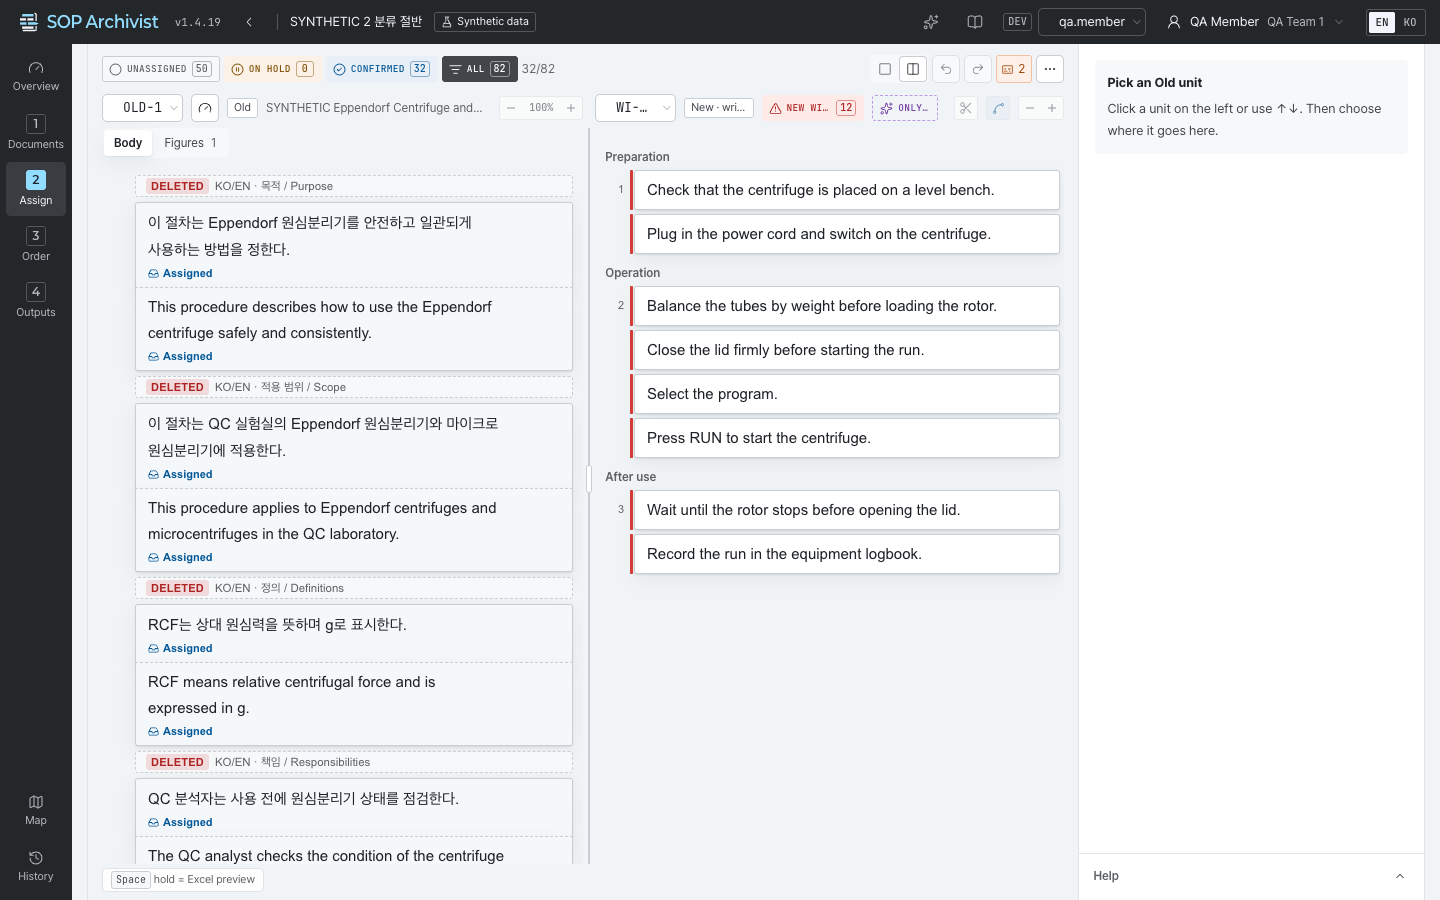 SOP Archivist v1.4.19 SYNTHETIC 2 분류 절반 Synthetic data DEV qa.member QA Member QA Team 1 EN KO
Overview
1
Documents
2
Assign
3
Order
4
Outputs
Map
History
UNASSIGNED 50 ON HOLD 0 CONFIRMED 32 ALL 82 32/82 2
OLD-1 Old SYNTHETIC Eppendorf Centrifuge and... 100% WI-... New · wri... NEW WI… 12 ONLY…
Body Figures 1
DELETED KO/EN · 목적 / Purpose
이 절차는 Eppendorf 원심분리기를 안전하고 일관되게
사용하는 방법을 정한다.
Assigned
This procedure describes how to use the Eppendorf
centrifuge safely and consistently.
Assigned
DELETED KO/EN · 적용 범위 / Scope
이 절차는 QC 실험실의 Eppendorf 원심분리기와 마이크로
원심분리기에 적용한다.
Assigned
This procedure applies to Eppendorf centrifuges and
microcentrifuges in the QC laboratory.
Assigned
DELETED KO/EN · 정의 / Definitions
RCF는 상대 원심력을 뜻하며 g로 표시한다.
Assigned
RCF means relative centrifugal force and is
expressed in g.
Assigned
DELETED KO/EN · 책임 / Responsibilities
QC 분석자는 사용 전에 원심분리기 상태를 점검한다.
Assigned
The QC analyst checks the condition of the centrifuge
Space hold = Excel preview
Preparation
1 Check that the centrifuge is placed on a level bench.
Plug in the power cord and switch on the centrifuge.
Operation
2 Balance the tubes by weight before loading the rotor.
Close the lid firmly before starting the run.
Select the program.
Press RUN to start the centrifuge.
After use
3 Wait until the rotor stops before opening the lid.
Record the run in the equipment logbook.
Pick an Old unit
Click a unit on the left or use ↑↓. Then choose
where it goes here.
Help